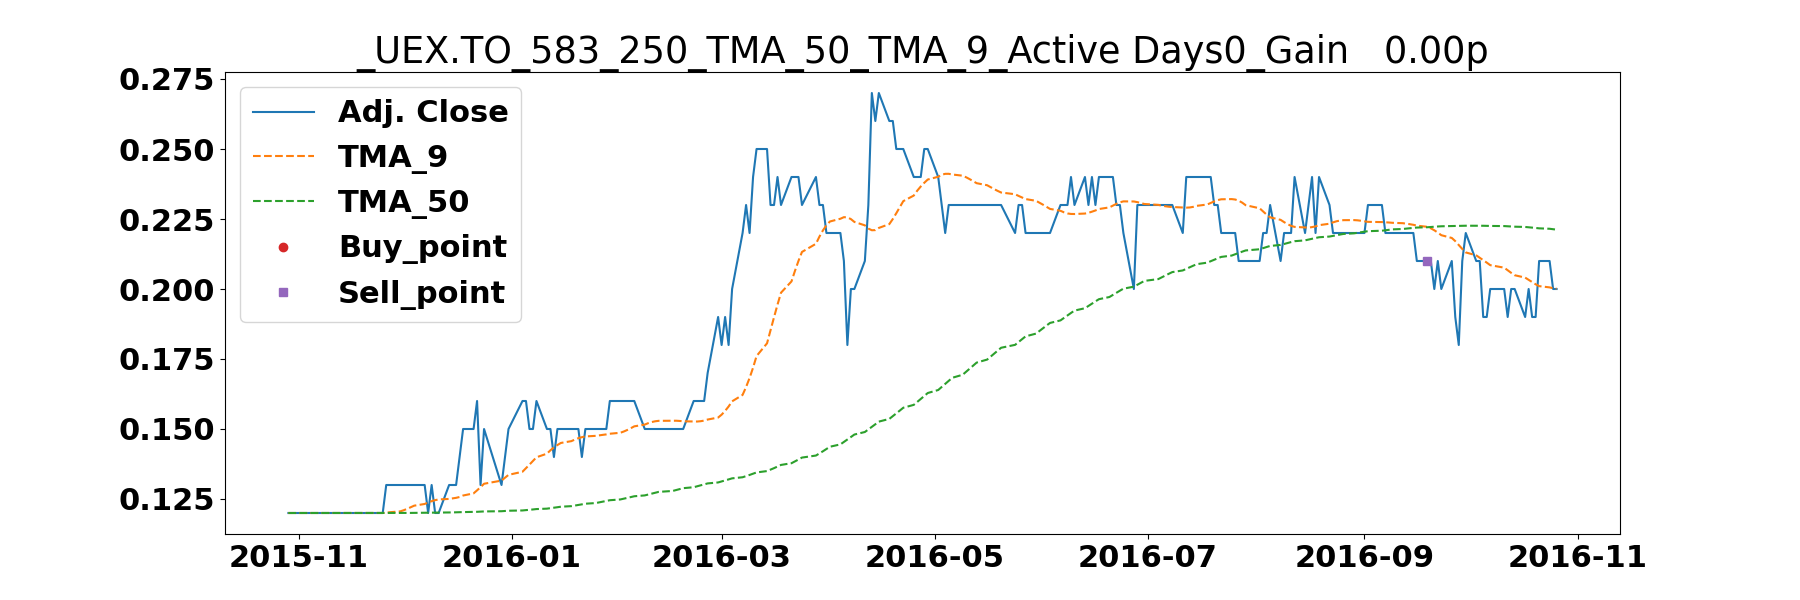 _UEX.TO_583_250_TMA_50_TMA_9_Active Days0_Gain   0.00p
0.275
0.250
0.225
0.200
0.175
0.150
0.125
Adj. Close
TMA_9
TMA_50
Buy_point
Sell_point
2015-11
2016-01
2016-03
2016-05
2016-07
2016-09
2016-11